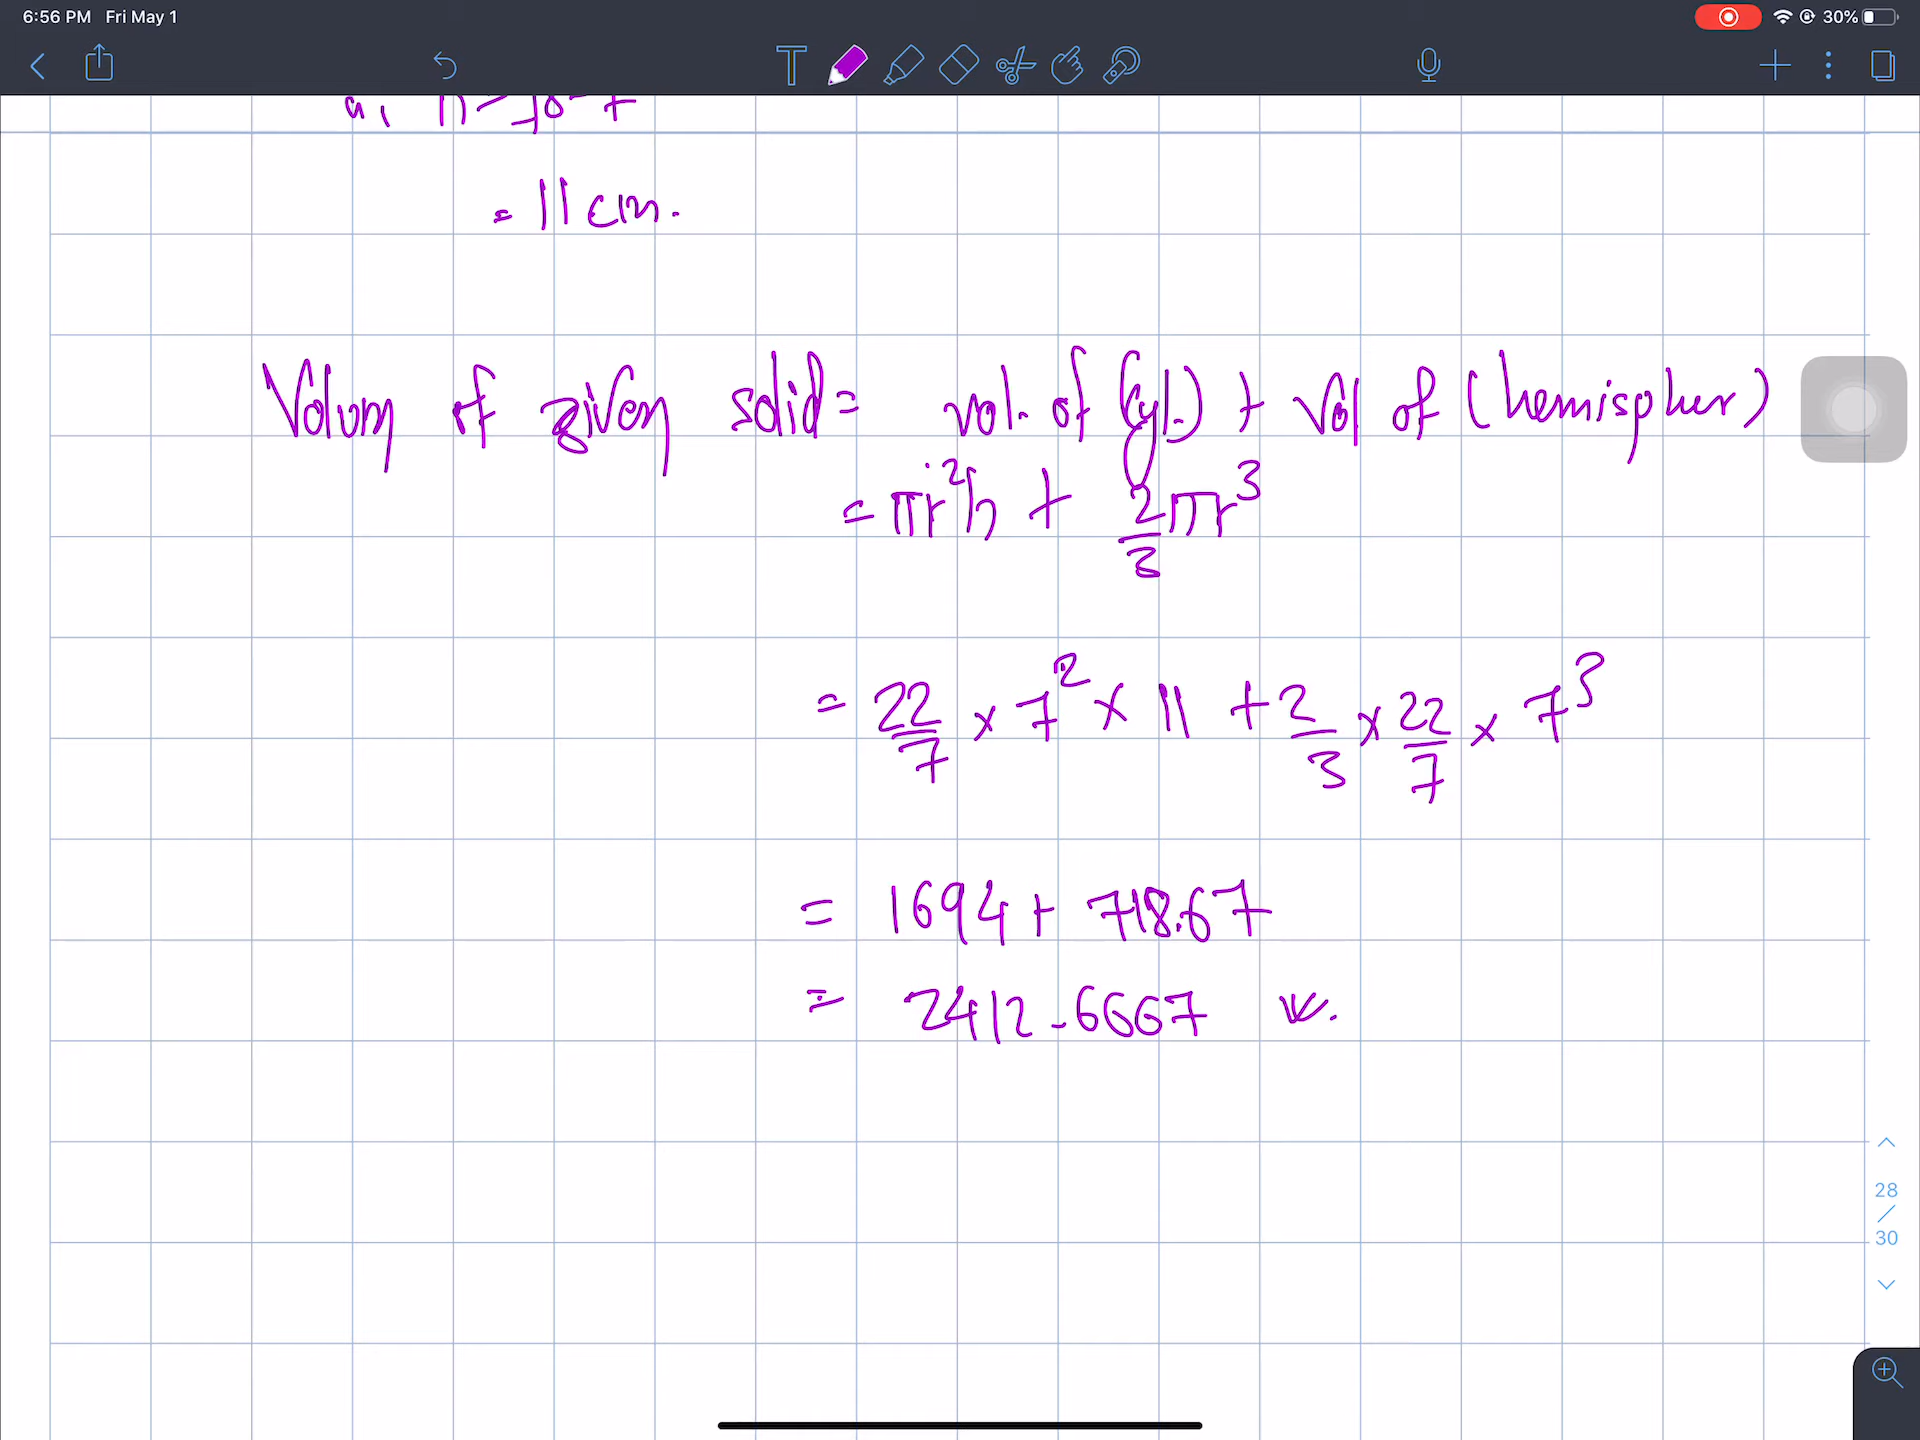 6:56 PM Fri May 1
30%
= 11 cm.
Volum of given solid = vol. of (cyl.) + Vol of (hemispher)
= πr²h + 2/3 πr³
= 22/7 × 7² × 11 + 2/3 × 22/7 × 7³
= 1694 + 718.67
= 2412.6667
28
/
30